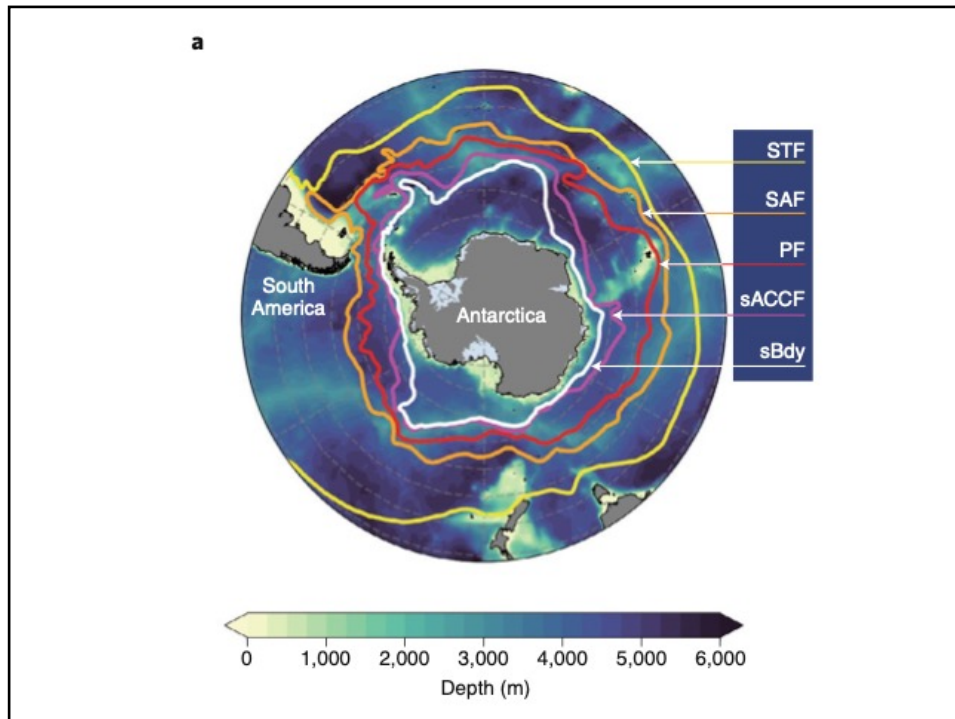 a
STF
SAF
PF
sACCF
sBdy
South
America
Antarctica
0 1,000 2,000 3,000 4,000 5,000 6,000
Depth (m)